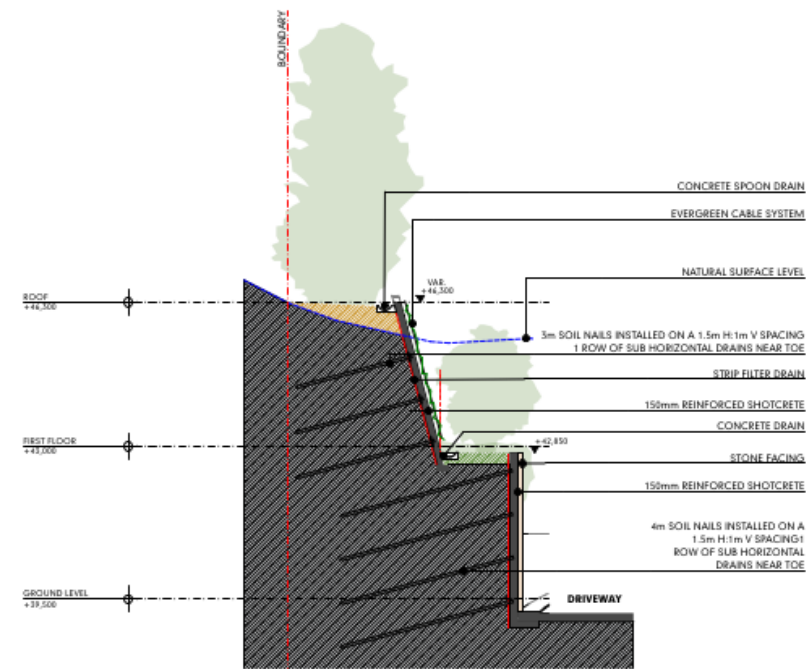 BOUNDARY
CONCRETE SPOON DRAIN
EVERGREEN CABLE SYSTEM
NATURAL SURFACE LEVEL
VAR.
+46,300
ROOF
+46,300
3m SOIL NAILS INSTALLED ON A 1.5m H:1m V SPACING
1 ROW OF SUB HORIZONTAL DRAINS NEAR TOE
STRIP FILTER DRAIN
150mm REINFORCED SHOTCRETE
CONCRETE DRAIN
FIRST FLOOR
+43,000
+42,850
STONE FACING
150mm REINFORCED SHOTCRETE
4m SOIL NAILS INSTALLED ON A
1.5m H:1m V SPACING1
ROW OF SUB HORIZONTAL
DRAINS NEAR TOE
GROUND LEVEL
+39,500
DRIVEWAY